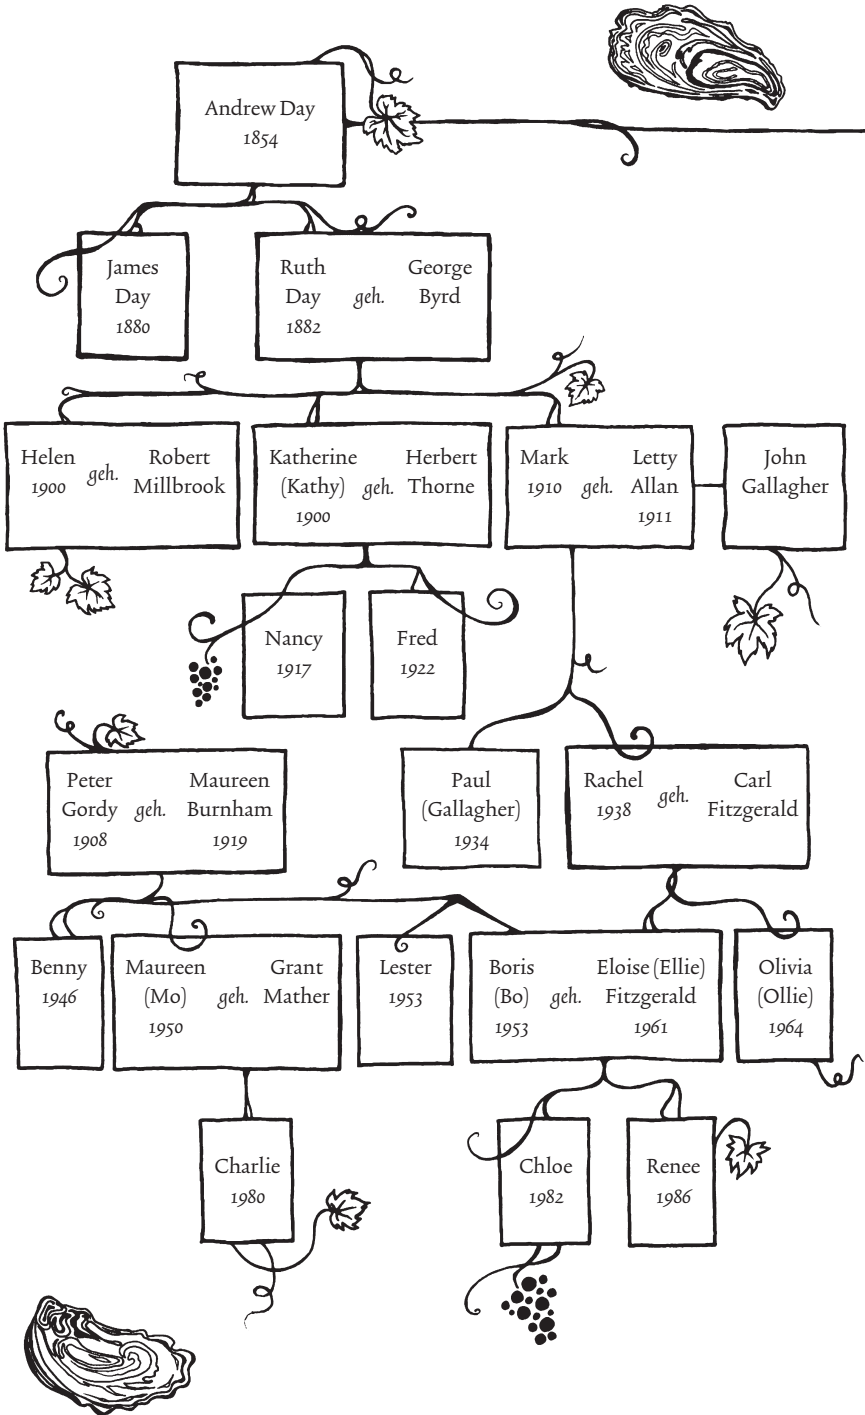 Andrew Day
1854
James
Day
1880
Ruth
Day
1882
geh.
George
Byrd
Helen
1900
geh.
Robert
Millbrook
Katherine
(Kathy)
1900
geh.
Herbert
Thorne
Mark
1910
geh.
Letty
Allan
1911
John
Gallagher
Nancy
1917
Fred
1922
Peter
Gordy
1908
geh.
Maureen
Burnham
1919
Paul
(Gallagher)
1934
Rachel
1938
geh.
Carl
Fitzgerald
Benny
1946
Maureen
(Mo)
1950
geh.
Grant
Mather
Lester
1953
Boris
(Bo)
1953
geh.
Eloise (Ellie)
Fitzgerald
1961
Olivia
(Ollie)
1964
Charlie
1980
Chloe
1982
Renee
1986